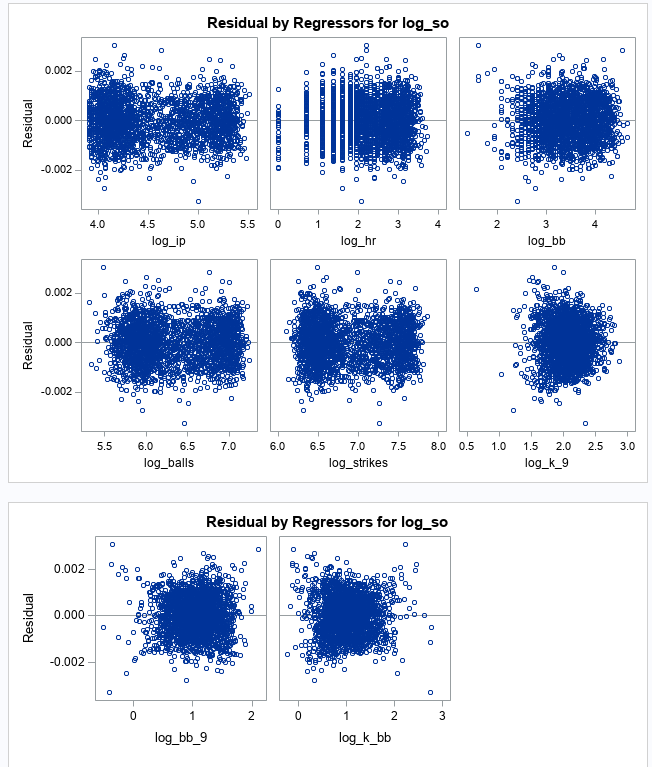 Residual by Regressors for log_so
Residual
0.002
0.000
-0.002
4.0 4.5 5.0 5.5
log_ip
0 1 2 3 4
log_hr
2 3 4
log_bb
Residual
0.002
0.000
-0.002
5.5 6.0 6.5 7.0
log_balls
6.0 6.5 7.0 7.5 8.0
log_strikes
0.5 1.0 1.5 2.0 2.5 3.0
log_k_9
Residual by Regressors for log_so
Residual
0.002
0.000
-0.002
0 1 2
log_bb_9
0 1 2 3
log_k_bb